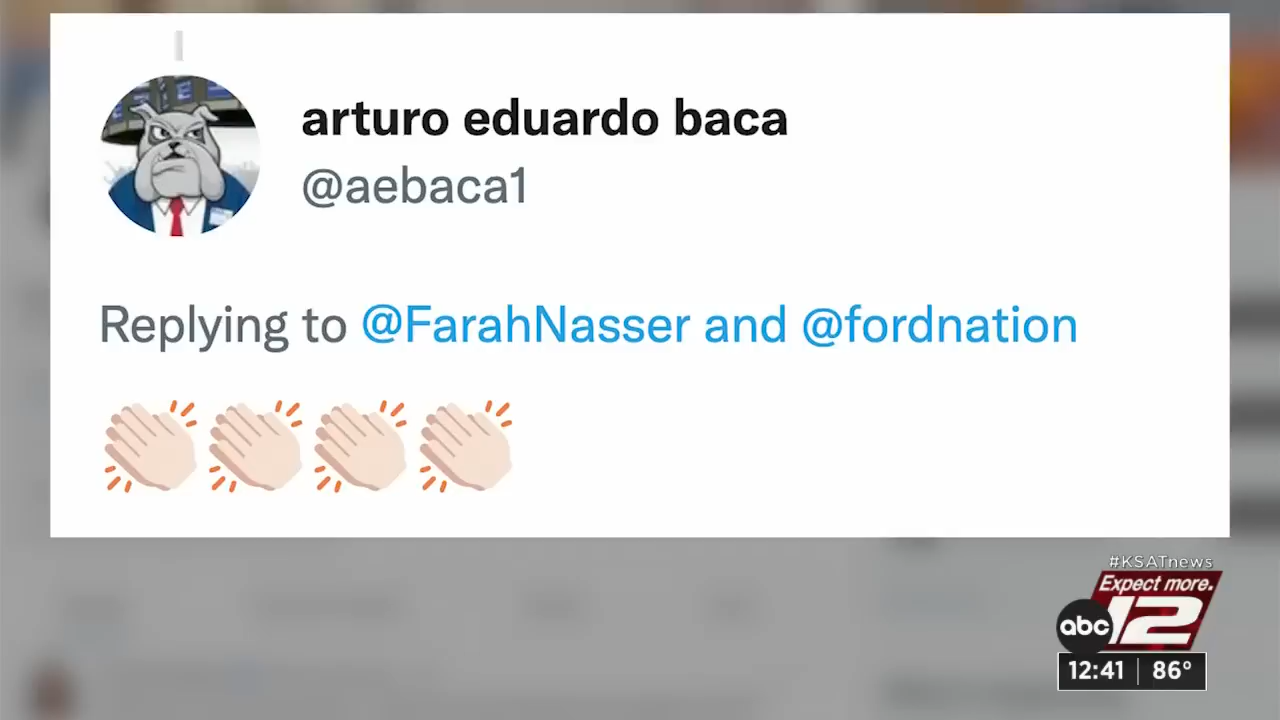 arturo eduardo baca
@aebaca1
Replying to @FarahNasser and @fordnation
👏🏻👏🏻👏🏻👏🏻
#KSATnews
Expect more.
abc 12
12:41 | 86°